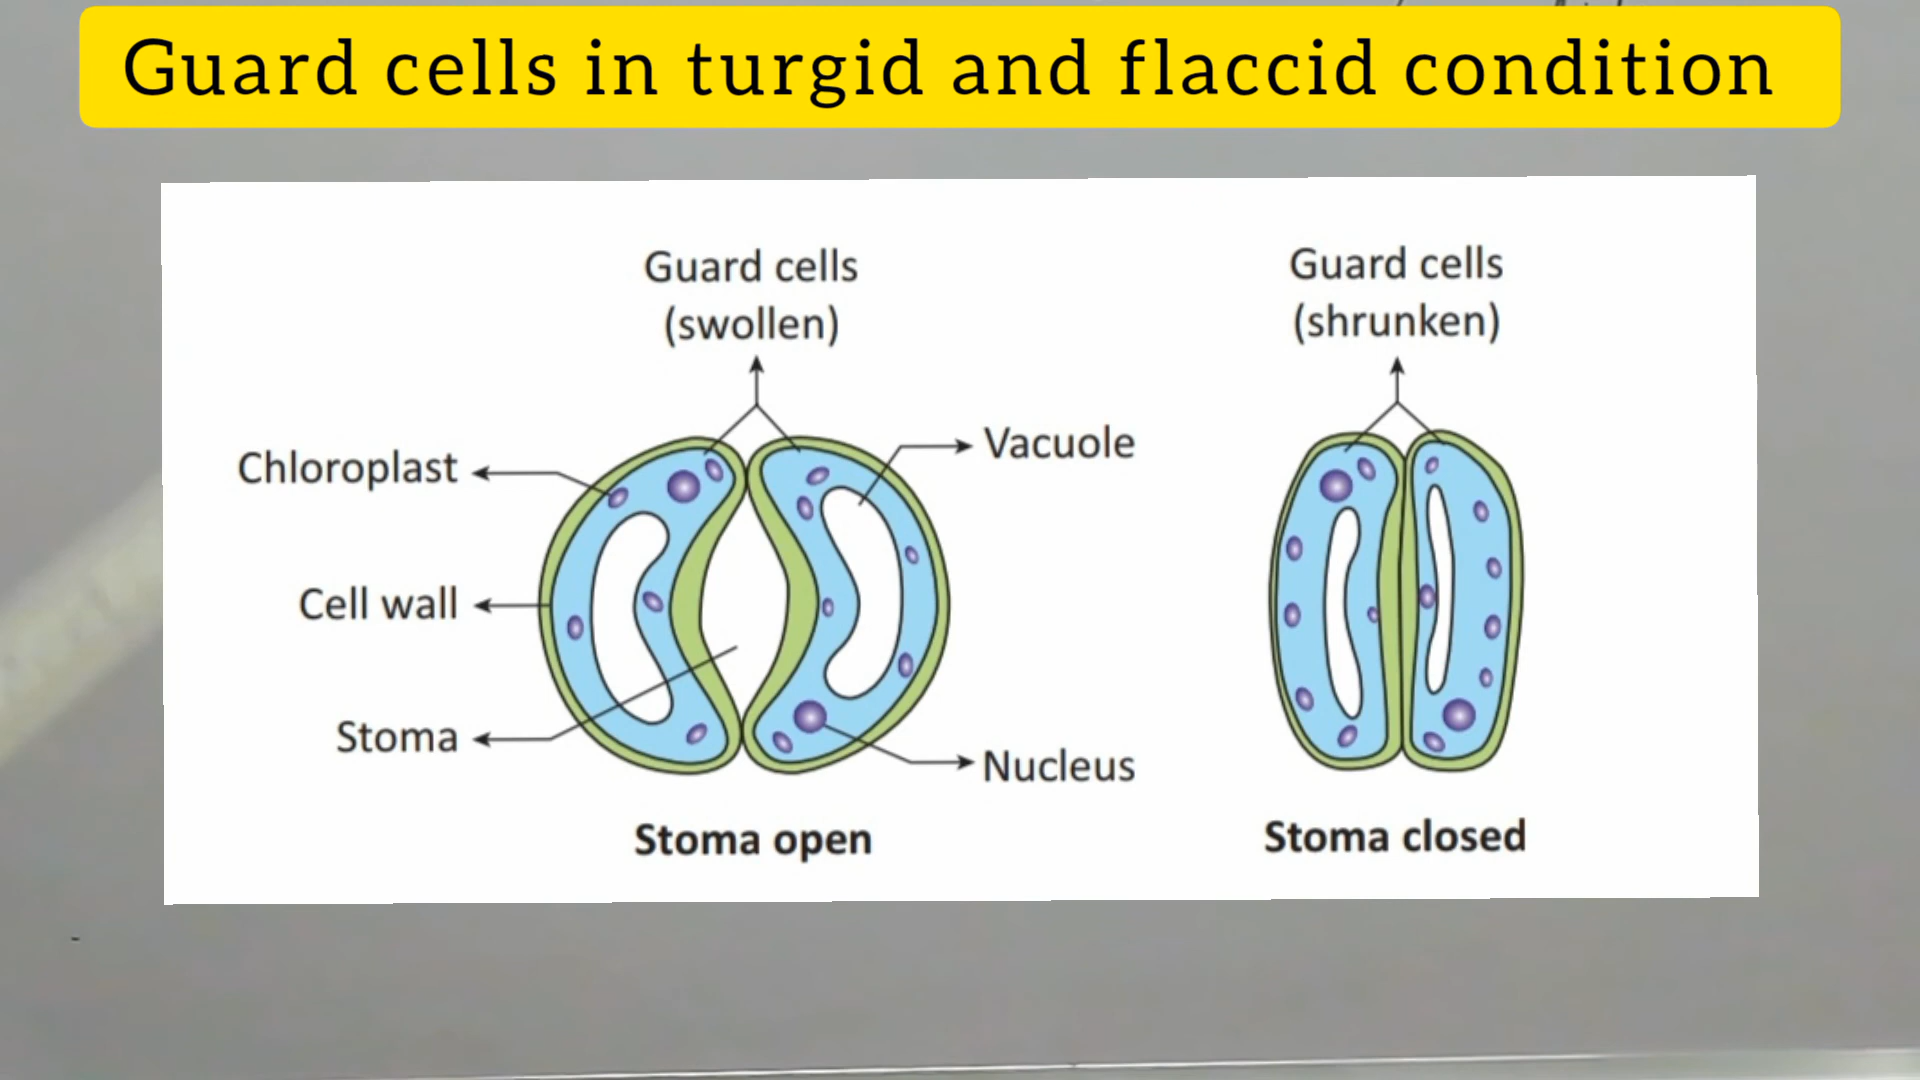 Guard cells in turgid and flaccid condition
Guard cells
(swollen)
Guard cells
(shrunken)
Chloroplast
Vacuole
Cell wall
Stoma
Nucleus
Stoma open
Stoma closed